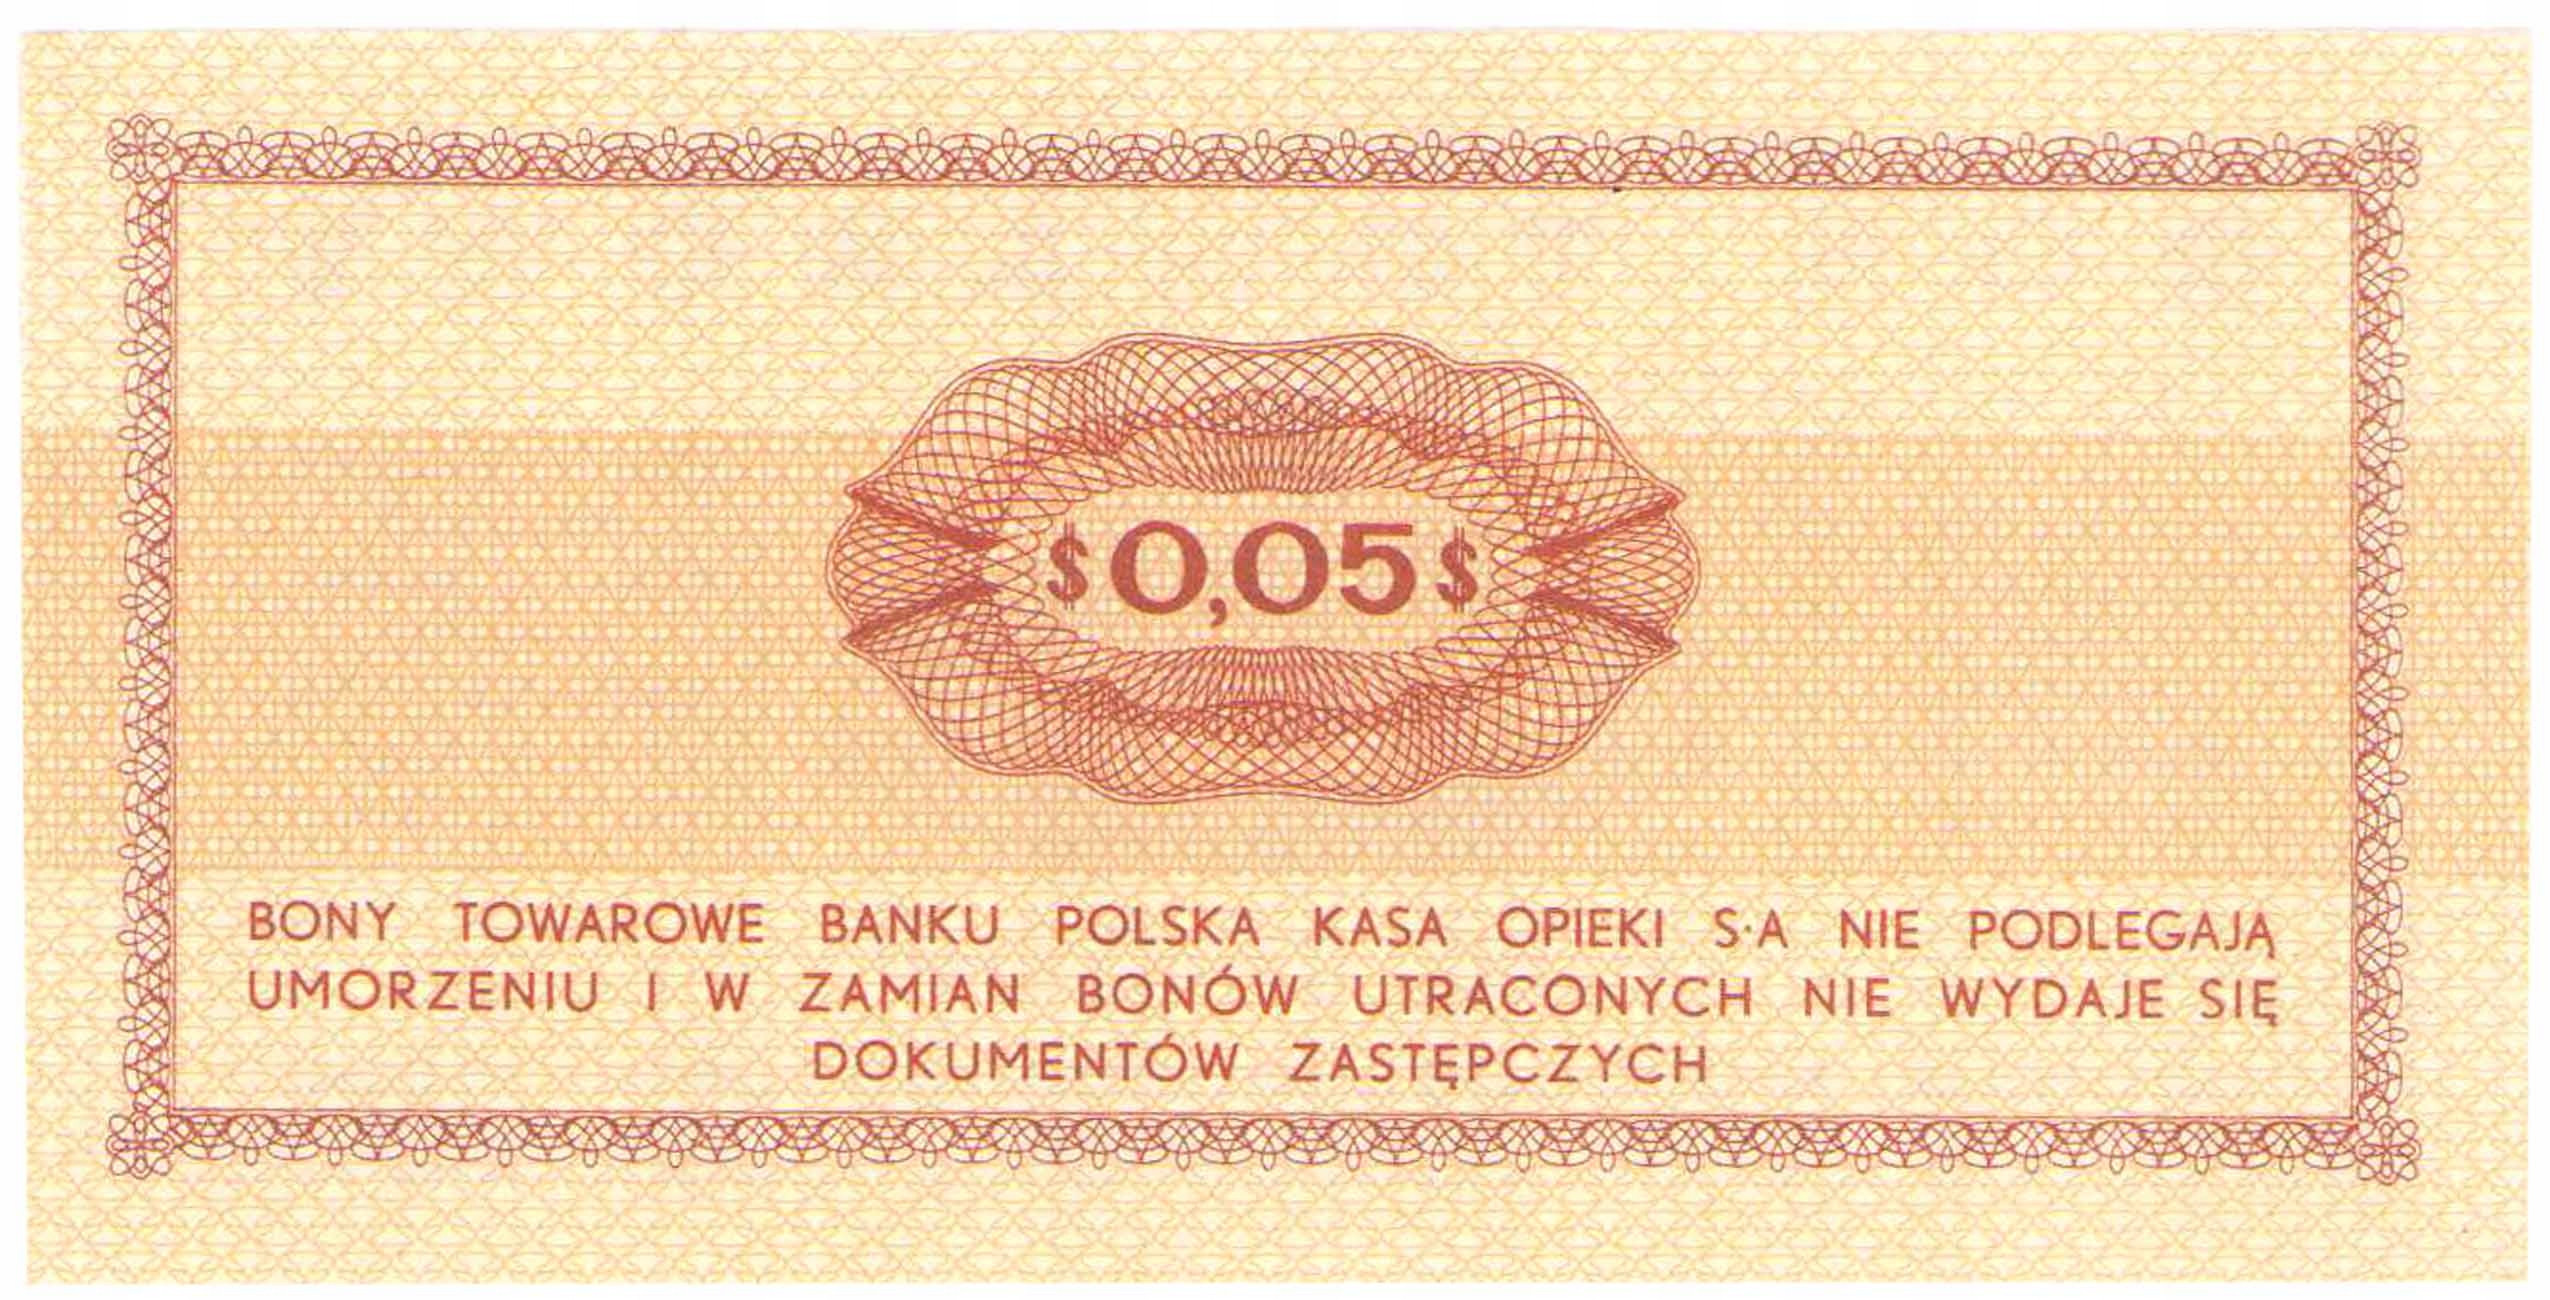 $0,05$
BONY TOWAROWE BANKU POLSKA KASA OPIEKI S·A NIE PODLEGAJĄ
UMORZENIU I W ZAMIAN BONÓW UTRACONYCH NIE WYDAJE SIĘ
DOKUMENTÓW ZASTĘPCZYCH